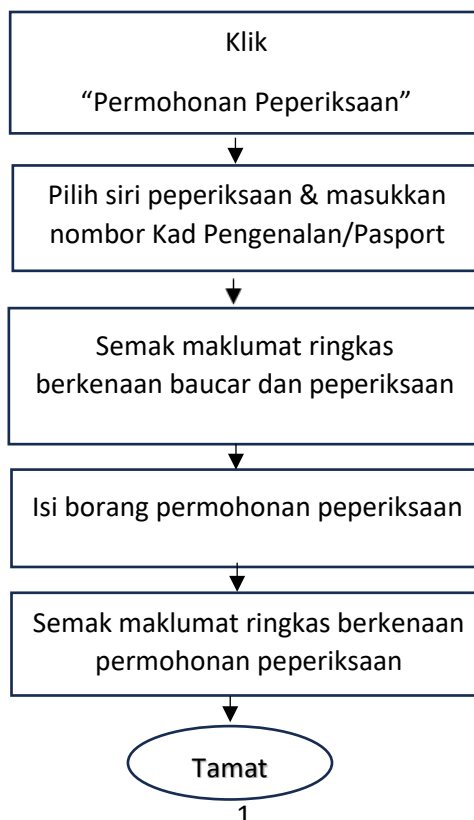 Klik
“Permohonan Peperiksaan”
Pilih siri peperiksaan & masukkan
nombor Kad Pengenalan/Pasport
Semak maklumat ringkas
berkenaan baucar dan peperiksaan
Isi borang permohonan peperiksaan
Semak maklumat ringkas berkenaan
permohonan peperiksaan
Tamat
1